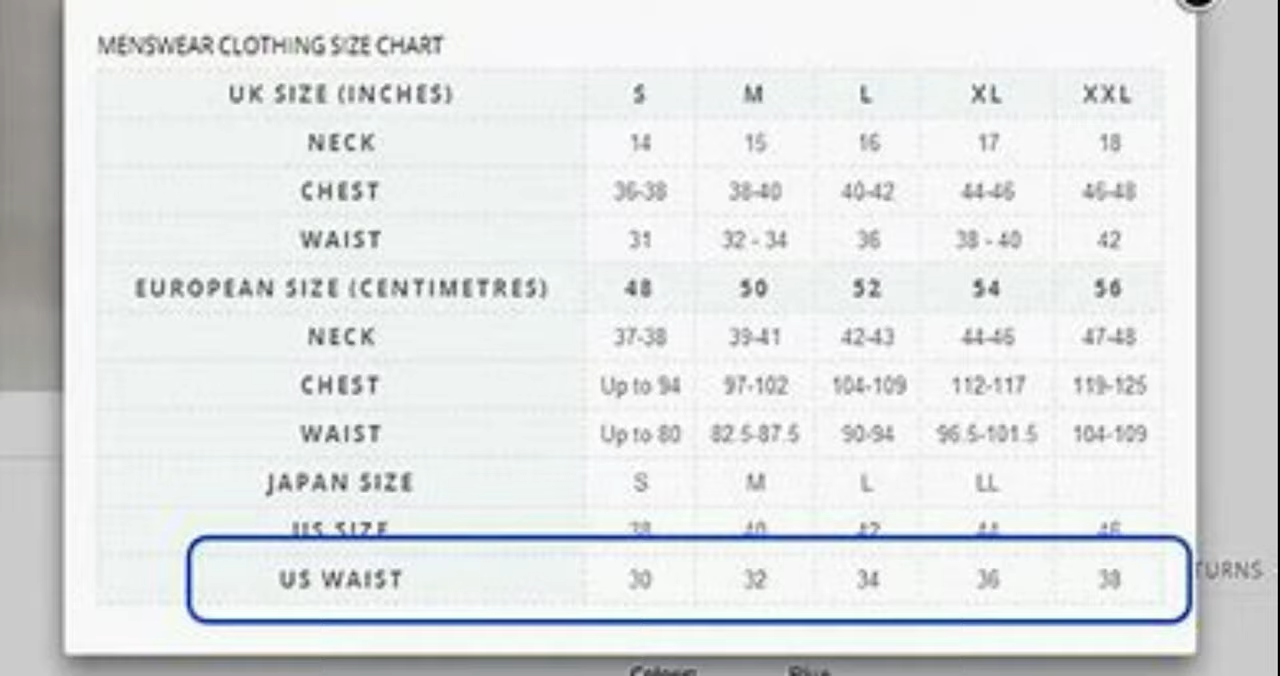 MENSWEAR CLOTHING SIZE CHART
UK SIZE (INCHES) S M L XL XXL
NECK 14 15 16 17 18
CHEST 36-38 38-40 40-42 44-46 46-48
WAIST 31 32 - 34 36 38 - 40 42
EUROPEAN SIZE (CENTIMETRES) 48 50 52 54 56
NECK 37-38 39-41 42-43 44-46 47-48
CHEST Up to 94 97-102 104-109 112-117 119-125
WAIST Up to 80 82.5-87.5 90-94 96.5-101.5 104-109
JAPAN SIZE S M L LL
US SIZE 38 40 42 44 46
US WAIST 30 32 34 36 38
TURNS
Colour: Blue